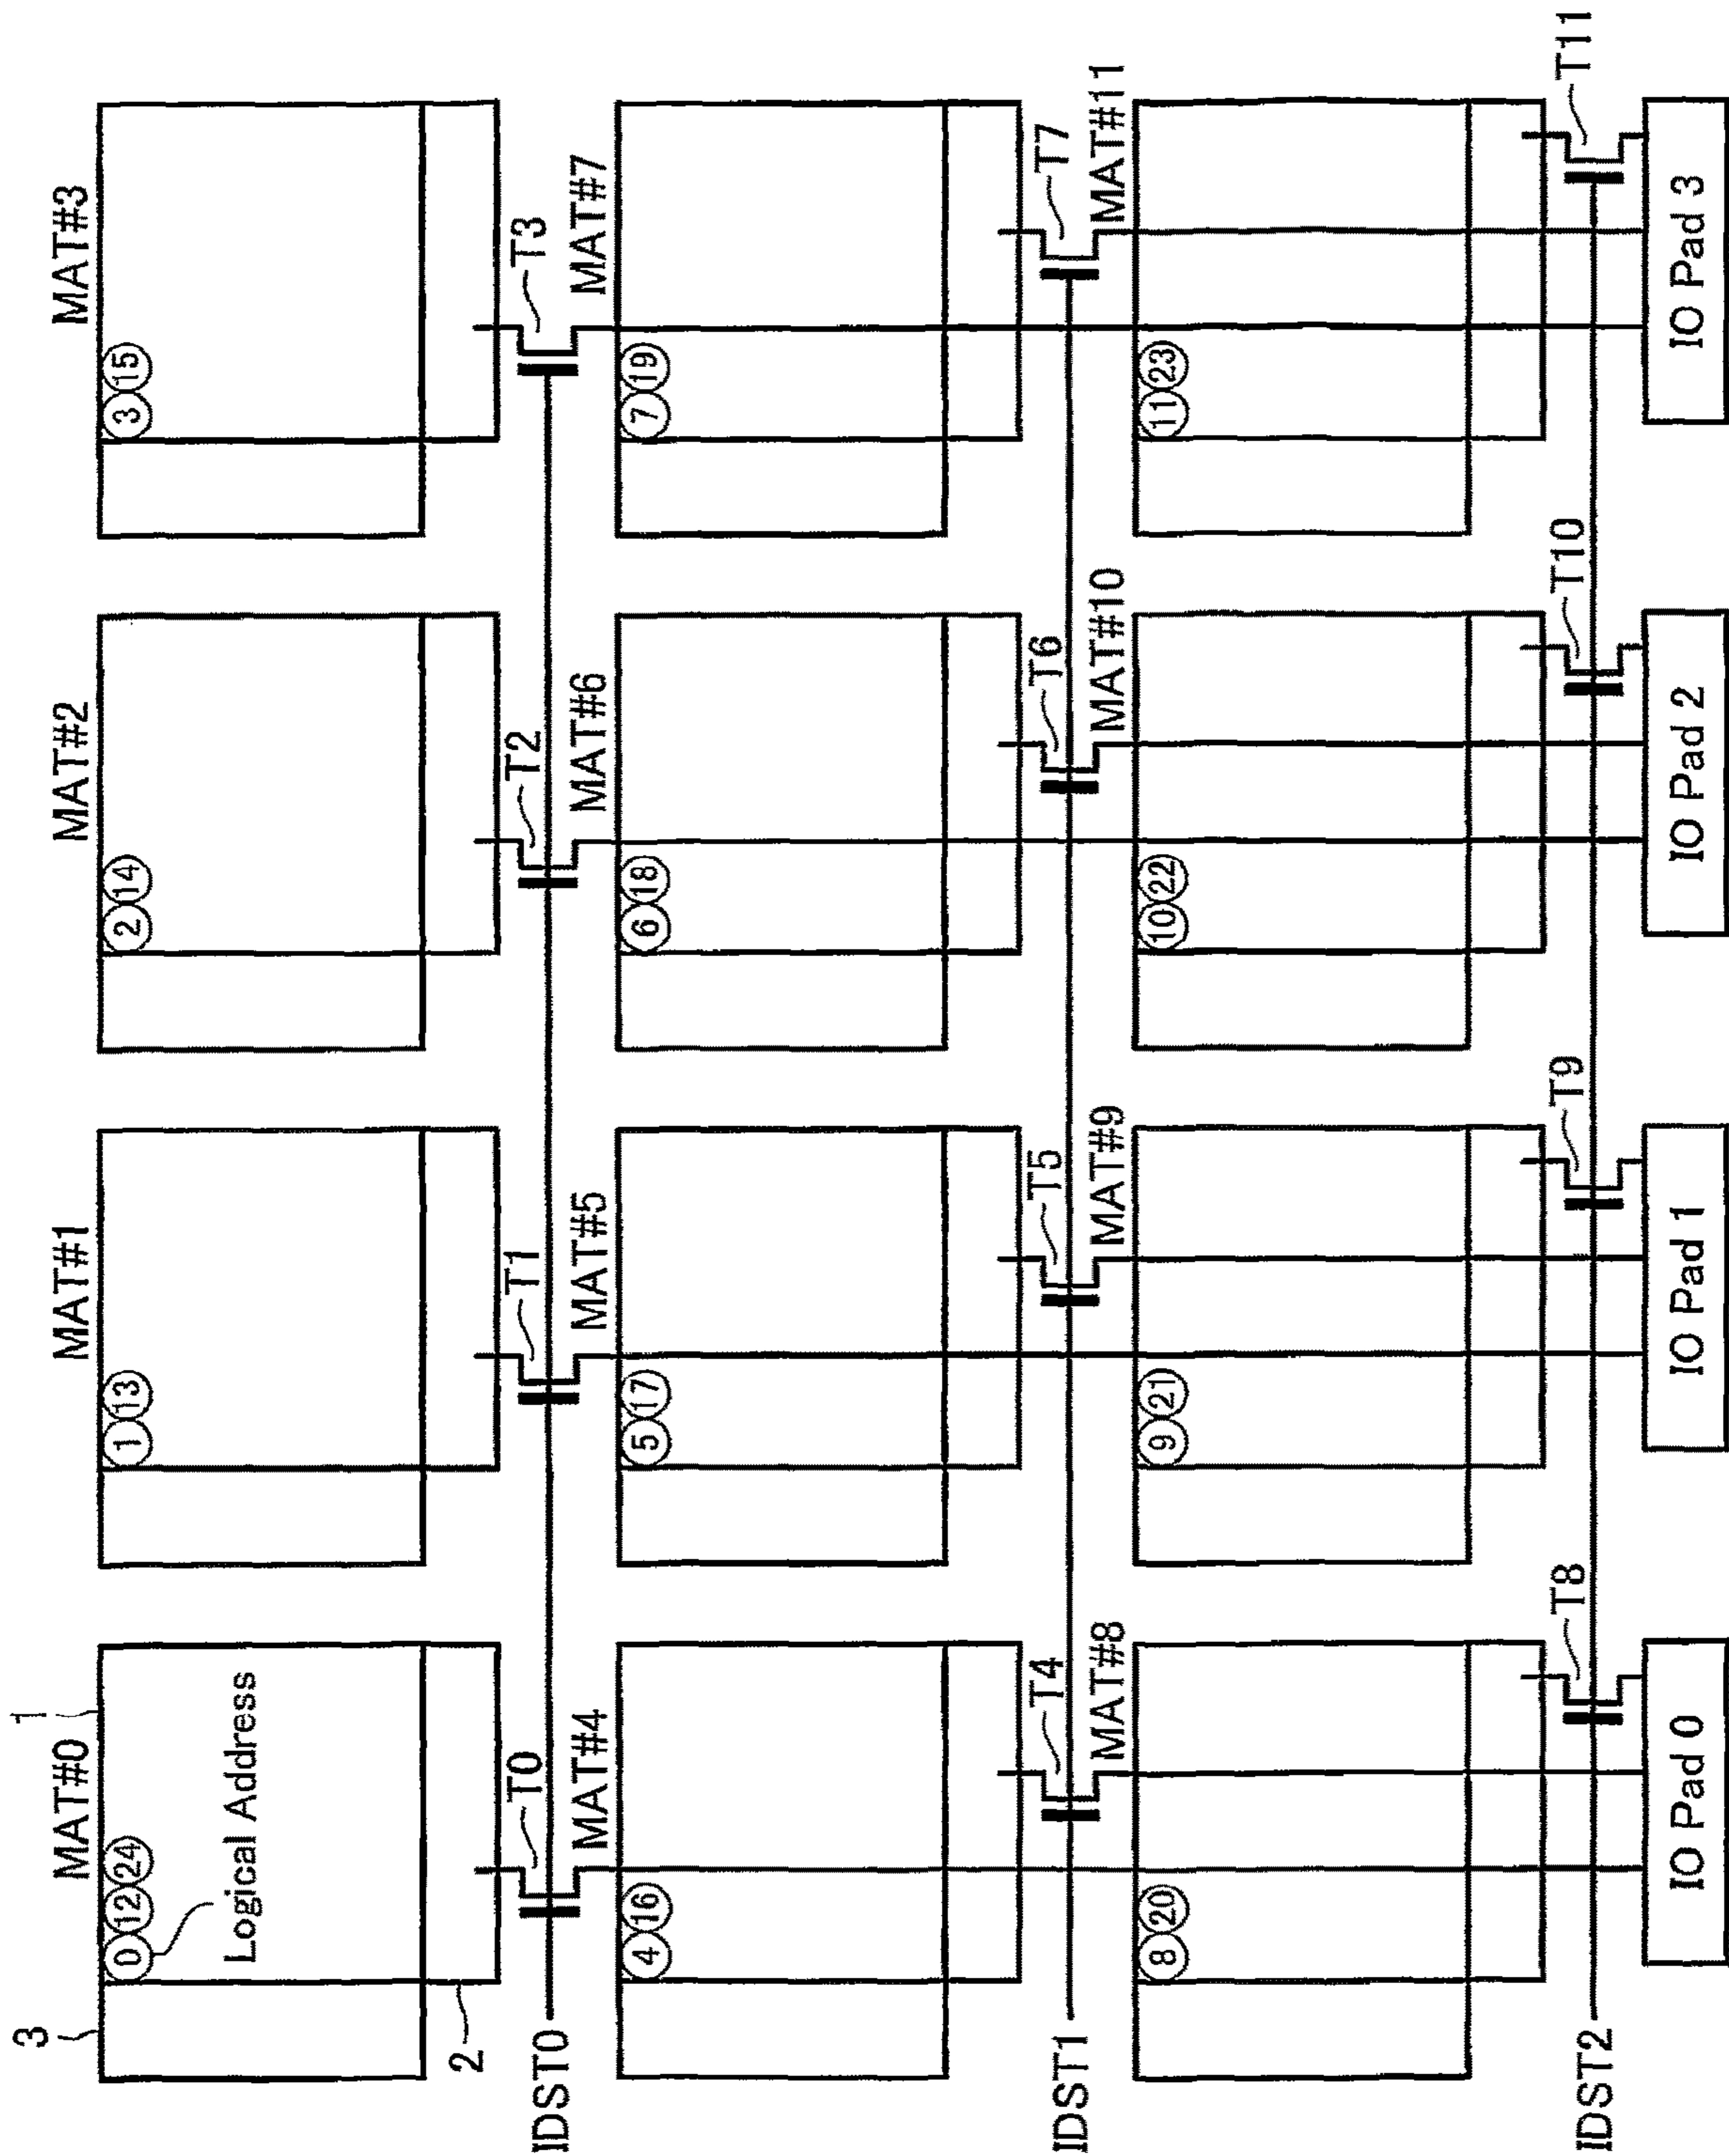 3
1
MAT#0
MAT#1
MAT#2
MAT#3
0 12 24
1 13
2 14
3 15
Logical Address
2
T0
T1
T2
T3
IDST0
MAT#4
MAT#5
MAT#6
MAT#7
4 16
5 17
6 18
7 19
T4
T5
T6
T7
IDST1
MAT#8
MAT#9
MAT#10
MAT#11
8 20
9 21
10 22
11 23
T8
T9
T10
T11
IDST2
IO Pad 0
IO Pad 1
IO Pad 2
IO Pad 3